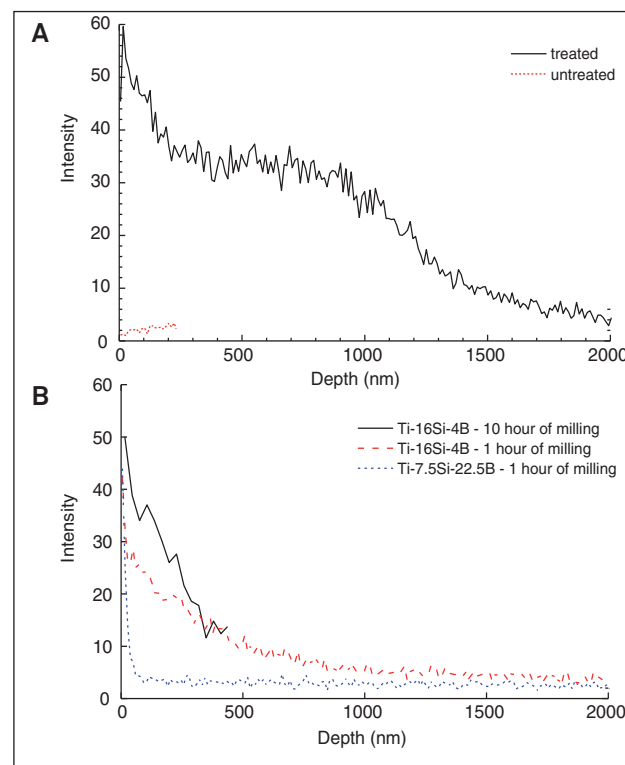 A
60
50
40
30
20
10
0
Intensity
treated
untreated
0
500
1000
1500
2000
Depth (nm)
B
60
50
40
30
20
10
0
Intensity
Ti-16Si-4B - 10 hour of milling
Ti-16Si-4B - 1 hour of milling
Ti-7.5Si-22.5B - 1 hour of milling
0
500
1000
1500
2000
Depth (nm)